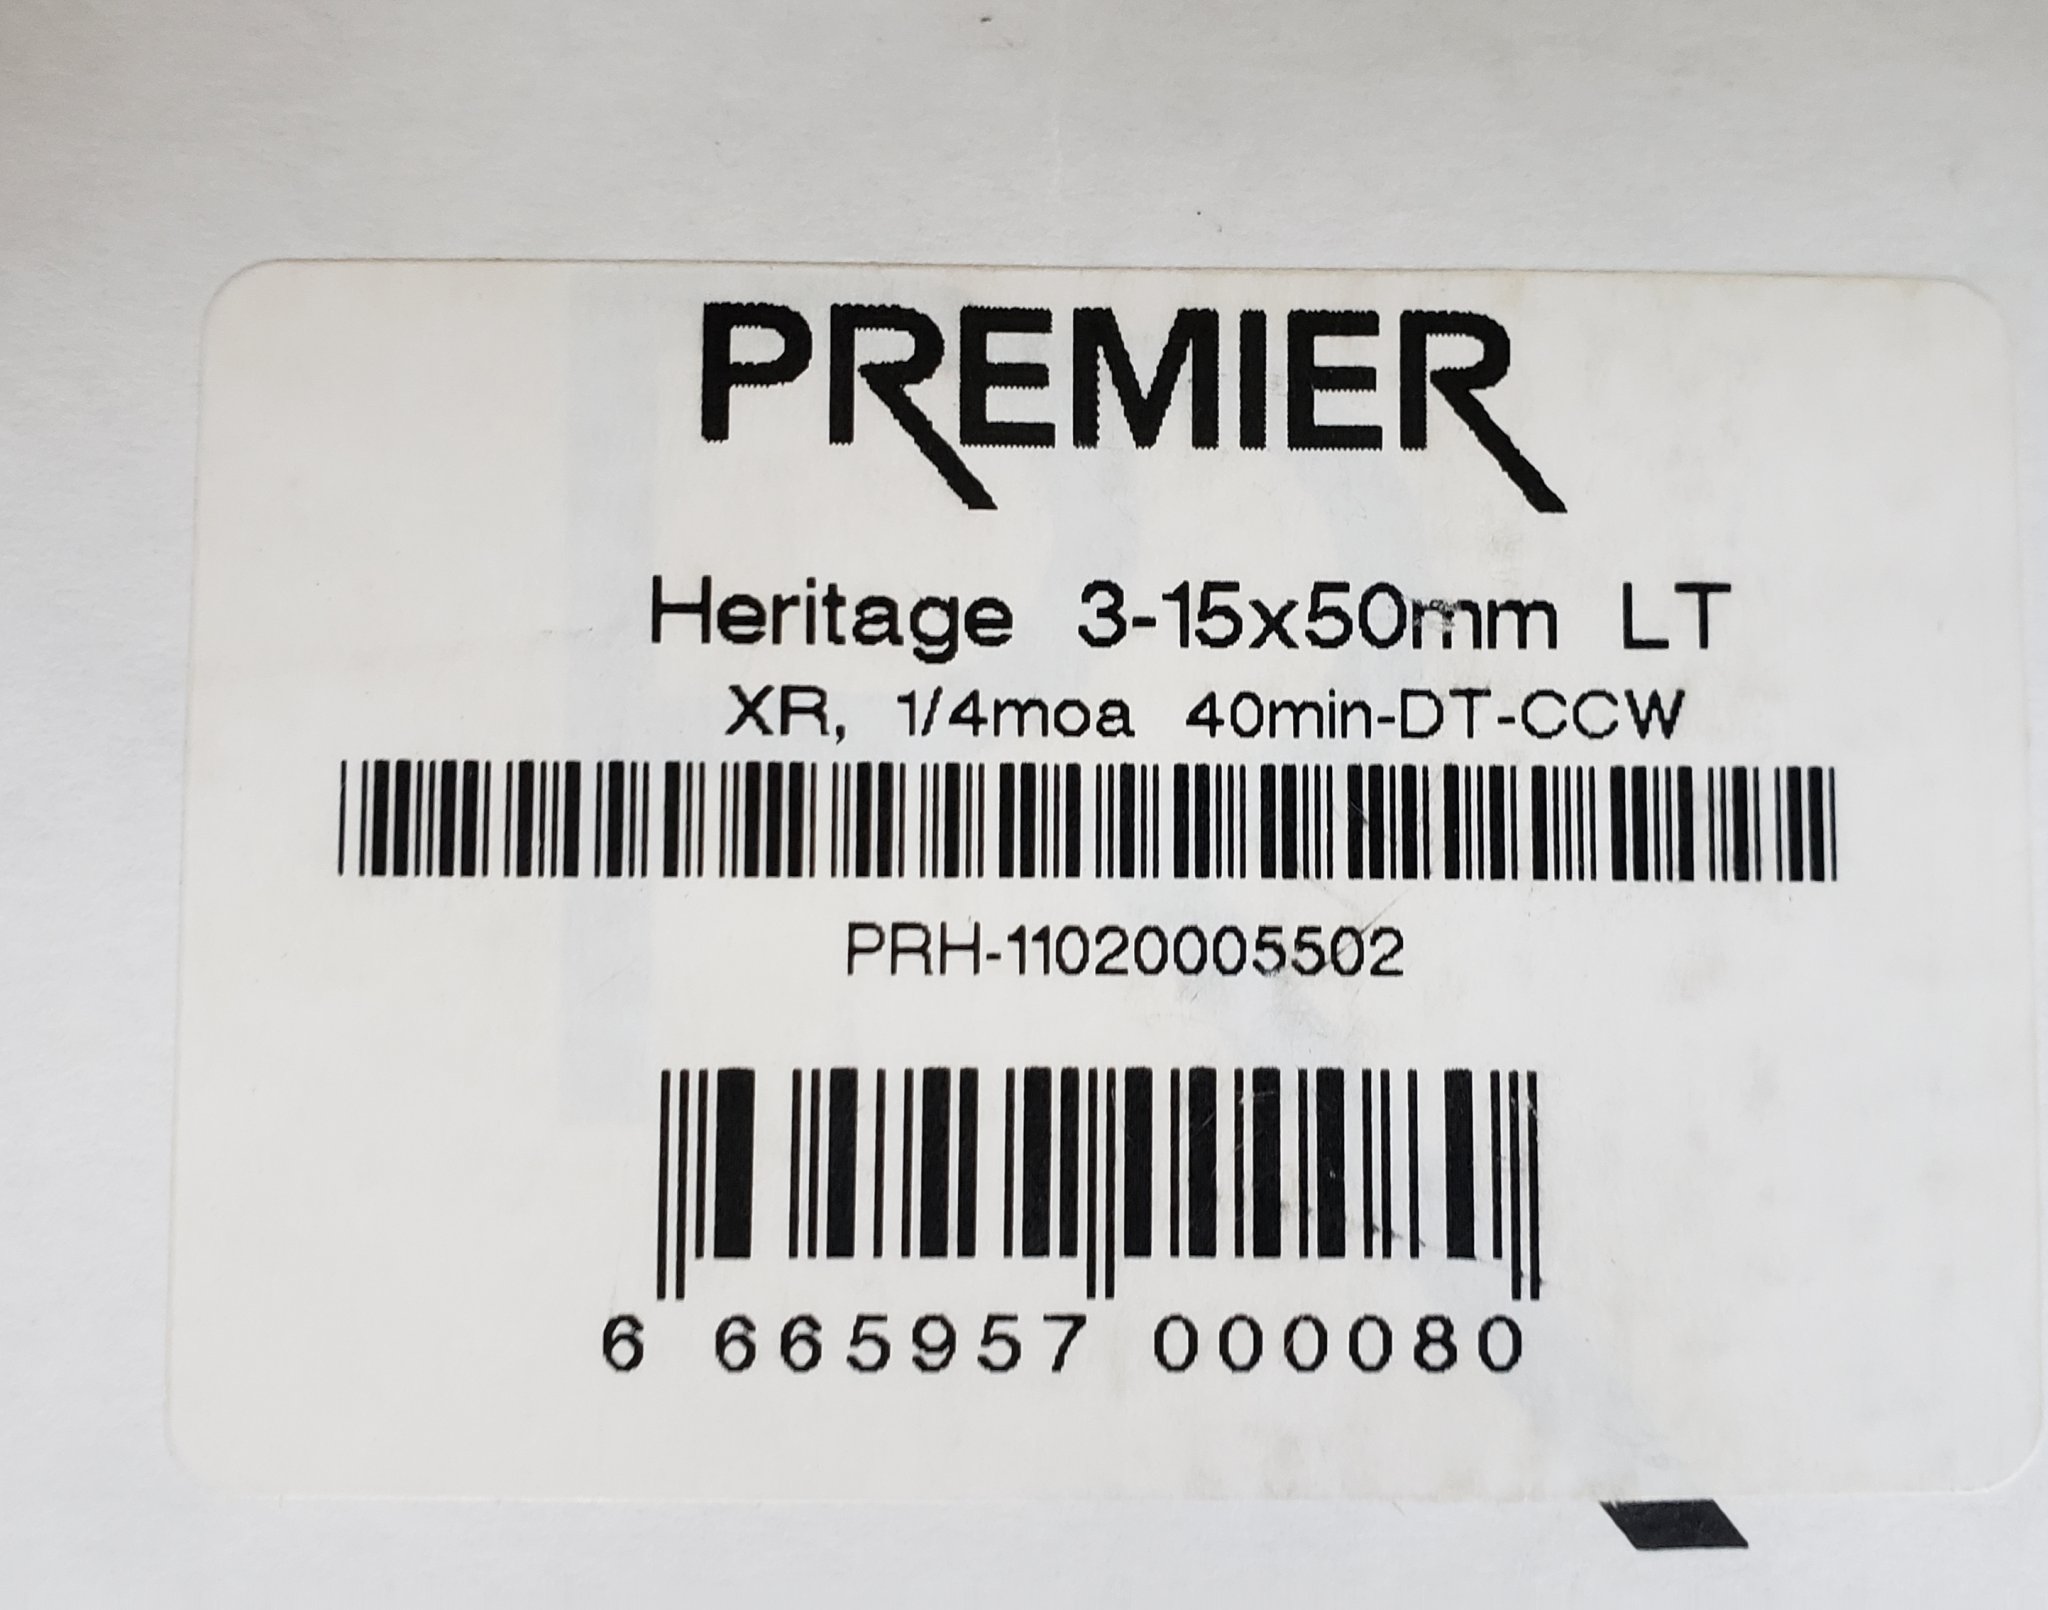 PREMIER
Heritage 3-15x50mm LT
XR, 1/4moa 40min-DT-CCW
PRH-11020005502
6 665957 000080